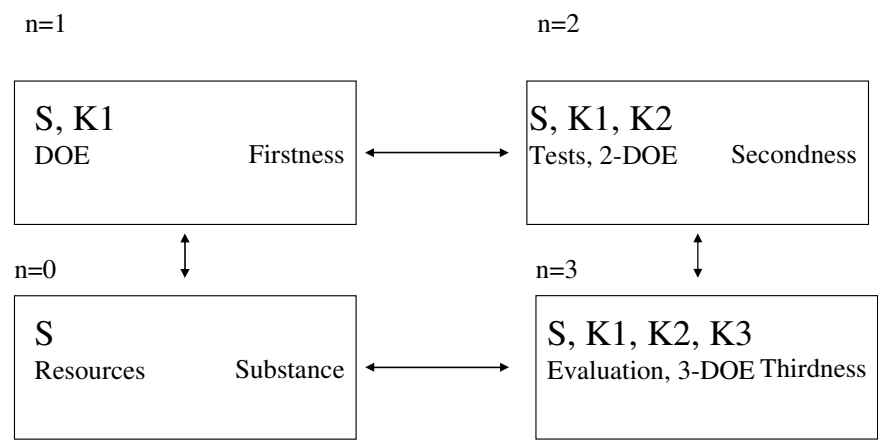 n=1
n=2
S, K1
DOE Firstness
S, K1, K2
Tests, 2-DOE Secondness
n=0
n=3
S
Resources Substance
S, K1, K2, K3
Evaluation, 3-DOE Thirdness